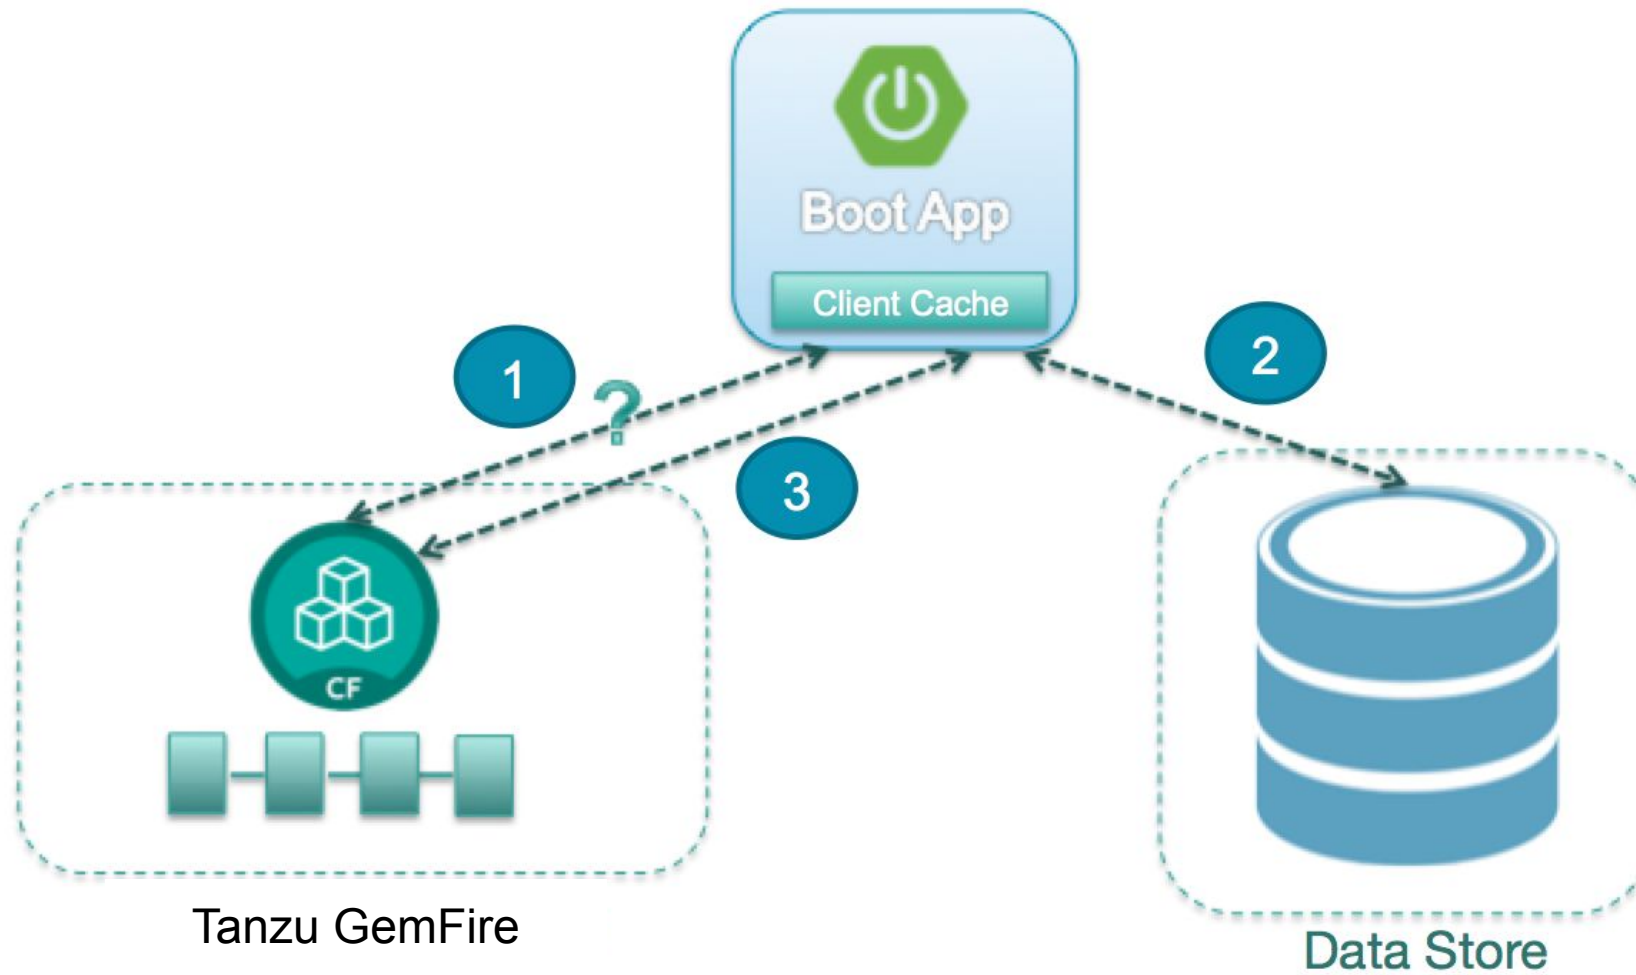 Boot App
Client Cache
1
?
2
3
CF
Tanzu GemFire
Data Store